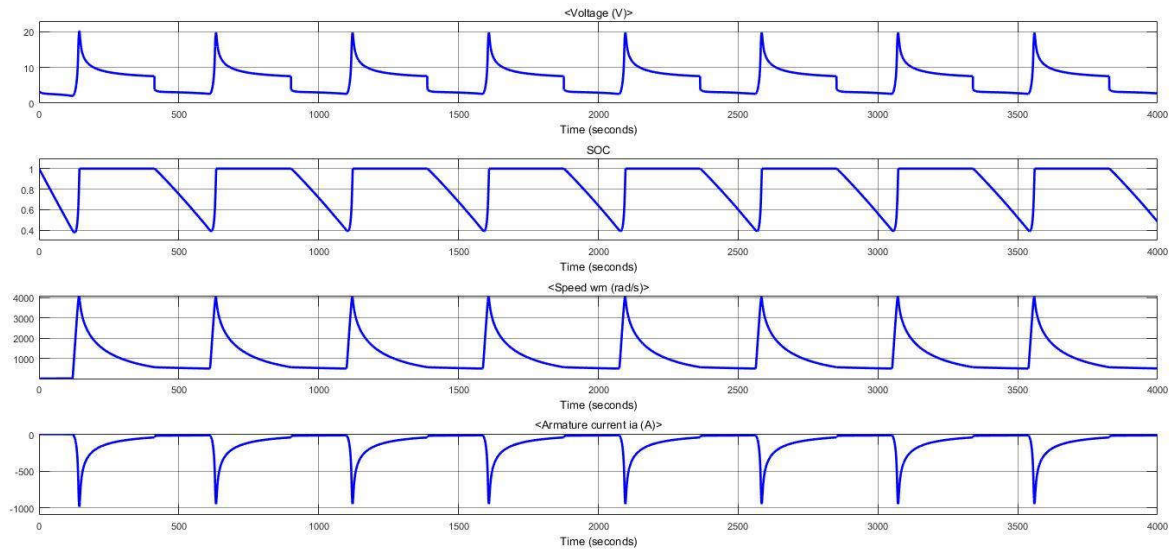 <Voltage (V)>
20
10
0
0 500 1000 1500 2000 2500 3000 3500 4000
Time (seconds)
SOC
1
0.8
0.6
0.4
0 500 1000 1500 2000 2500 3000 3500 4000
Time (seconds)
<Speed wm (rad/s)>
4000
3000
2000
1000
0 500 1000 1500 2000 2500 3000 3500 4000
Time (seconds)
<Armature current ia (A)>
0
-500
-1000
0 500 1000 1500 2000 2500 3000 3500 4000
Time (seconds)